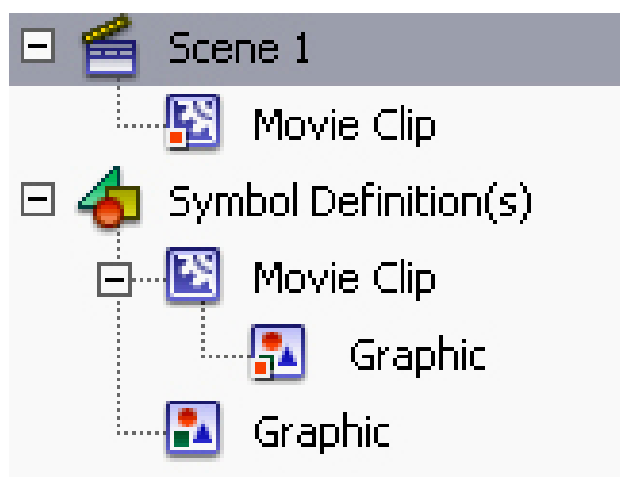 Scene 1
Movie Clip
Symbol Definition(s)
Movie Clip
Graphic
Graphic